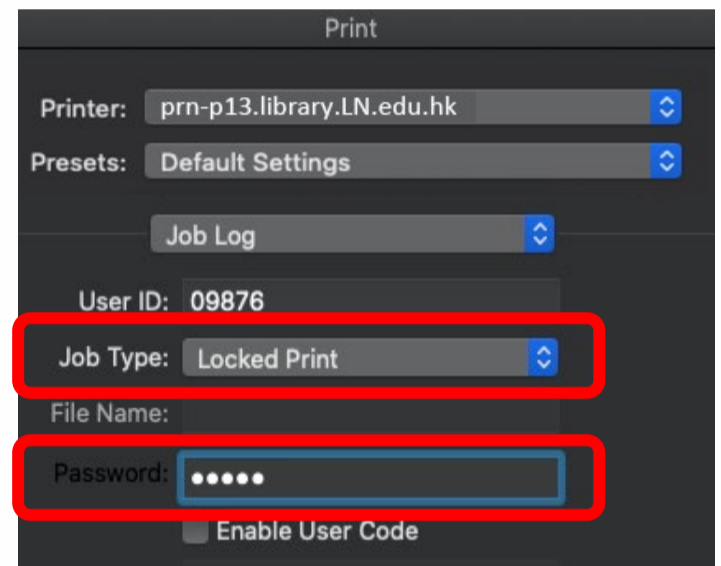 Print
Printer: prn-p13.library.LN.edu.hk
Presets: Default Settings
Job Log
User ID: 09876
Job Type: Locked Print
File Name:
Password: •••••
Enable User Code